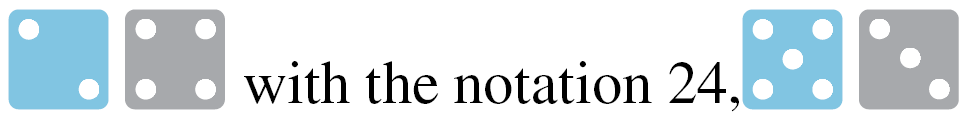 with the notation 24,